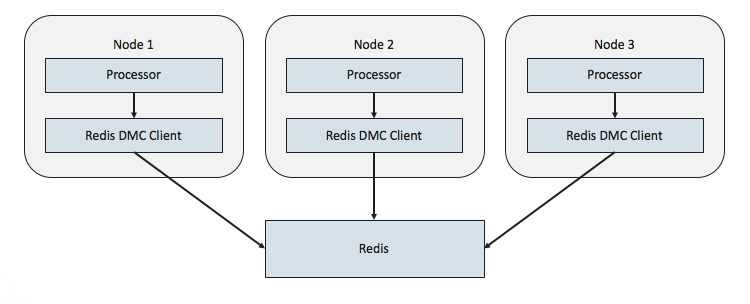 Node 1
Processor
Redis DMC Client
Node 2
Processor
Redis DMC Client
Node 3
Processor
Redis DMC Client
Redis